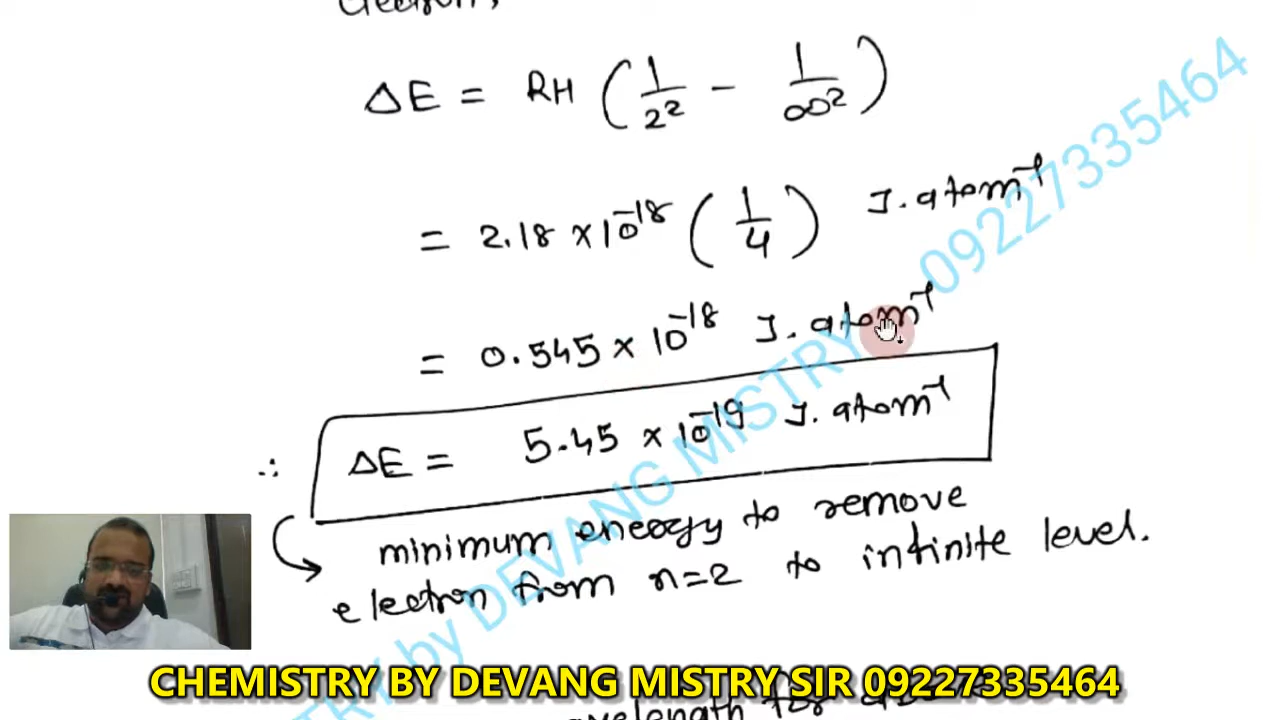 ΔE = RH (1/2² - 1/∞²)
= 2.18 × 10⁻¹⁸ (1/4) J. atom⁻¹
= 0.545 × 10⁻¹⁸ J. atom⁻¹
∴ ΔE = 5.45 × 10⁻¹⁹ J. atom⁻¹
minimum energy to remove
electron from n=2 to infinite level.
by DEVANG MISTRY 09227335464
CHEMISTRY BY DEVANG MISTRY SIR 09227335464